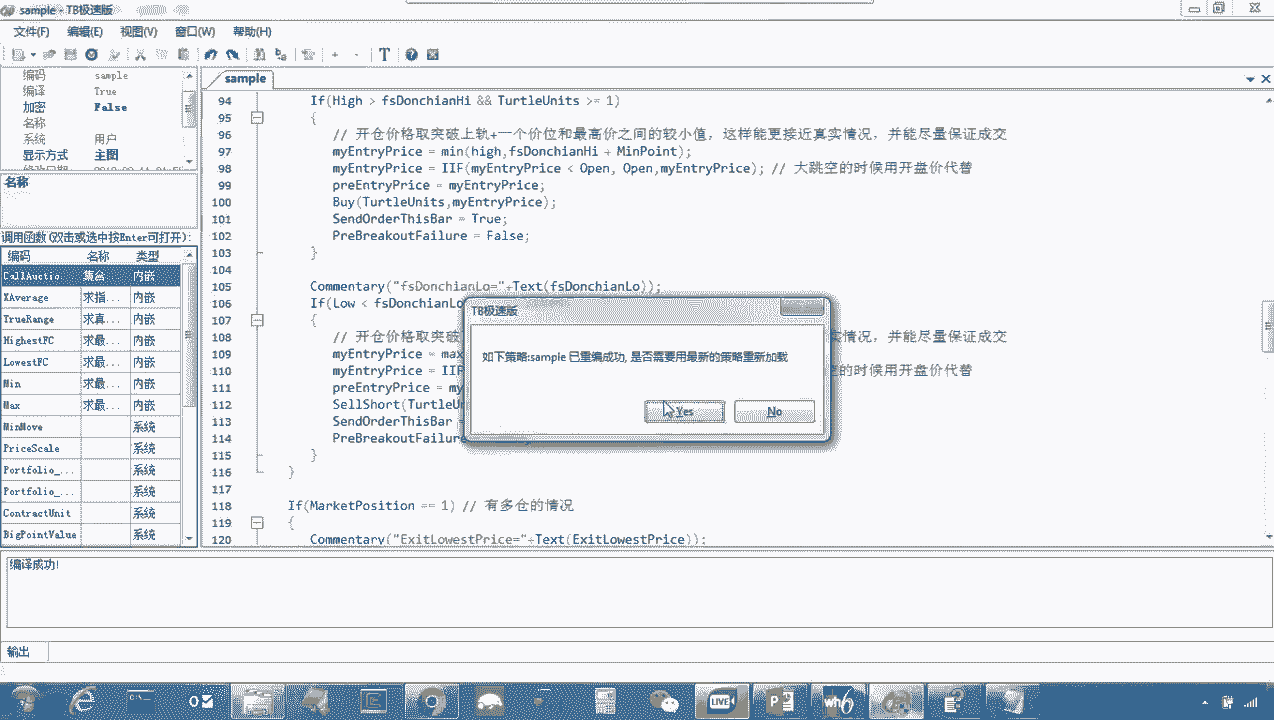 sample - TB极速版
文件(F) 编辑(E) 视图(V) 窗口(W) 帮助(H)
编码 sample
编译 True
加密 False
名称
系统 用户
显示方式 主图
名称
调用函数(双击或选中按Enter可打开):
编码 名称 类型
CallAuctio... 集合 内嵌
XAverage 求指... 内嵌
TrueRange 求真... 内嵌
HighestFC 求最... 内嵌
LowestFC 求最... 内嵌
Min 求最... 内嵌
Max 求最... 内嵌
MinMove 系统
PriceScale 系统
Portfolio_... 系统
Portfolio_... 系统
ContractUnit 系统
BigPointValue 系统
sample
94 If(High > fsDonchianHi && TurtleUnits >= 1)
95 {
96 // 开仓价格取突破上轨+一个价位和最高价之间的较小值，这样能更接近真实情况，并能尽量保证成交
97 myEntryPrice = min(high,fsDonchianHi + MinPoint);
98 myEntryPrice = IIF(myEntryPrice < Open, Open,myEntryPrice); // 大跳空的时候用开盘价代替
99 preEntryPrice = myEntryPrice;
100 Buy(TurtleUnits,myEntryPrice);
101 SendOrderThisBar = True;
102 PreBreakoutFailure = False;
103 }
104
105 Commentary("fsDonchianLo="+Text(fsDonchianLo));
106 If(Low < fsDonchianLo
107 {
108 // 开仓价格取突破 实情况，并能尽量保证成交
109 myEntryPrice = max
110 myEntryPrice = IIF 空的时候用开盘价代替
111 preEntryPrice = my
112 SellShort(TurtleUn
113 SendOrderThisBar =
114 PreBreakoutFailure
115 }
116 }
117
118 If(MarketPosition == 1) // 有多仓的情况
119 {
120 Commentary("ExitLowestPrice="+Text(ExitLowestPrice));
TB极速版
如下策略:sample 已重编成功, 是否需要用最新的策略重新加载
Yes No
编译成功!
输出
LIVE